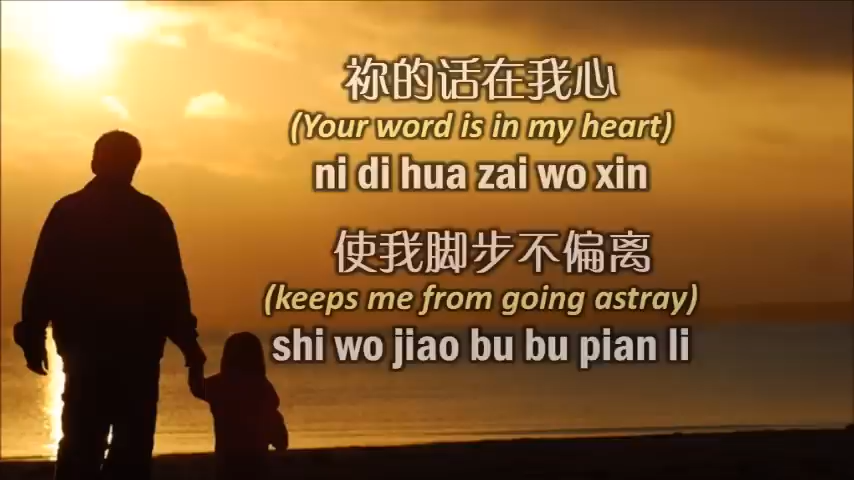 祢的话在我心
(Your word is in my heart)
ni di hua zai wo xin
使我脚步不偏离
(keeps me from going astray)
shi wo jiao bu bu pian li